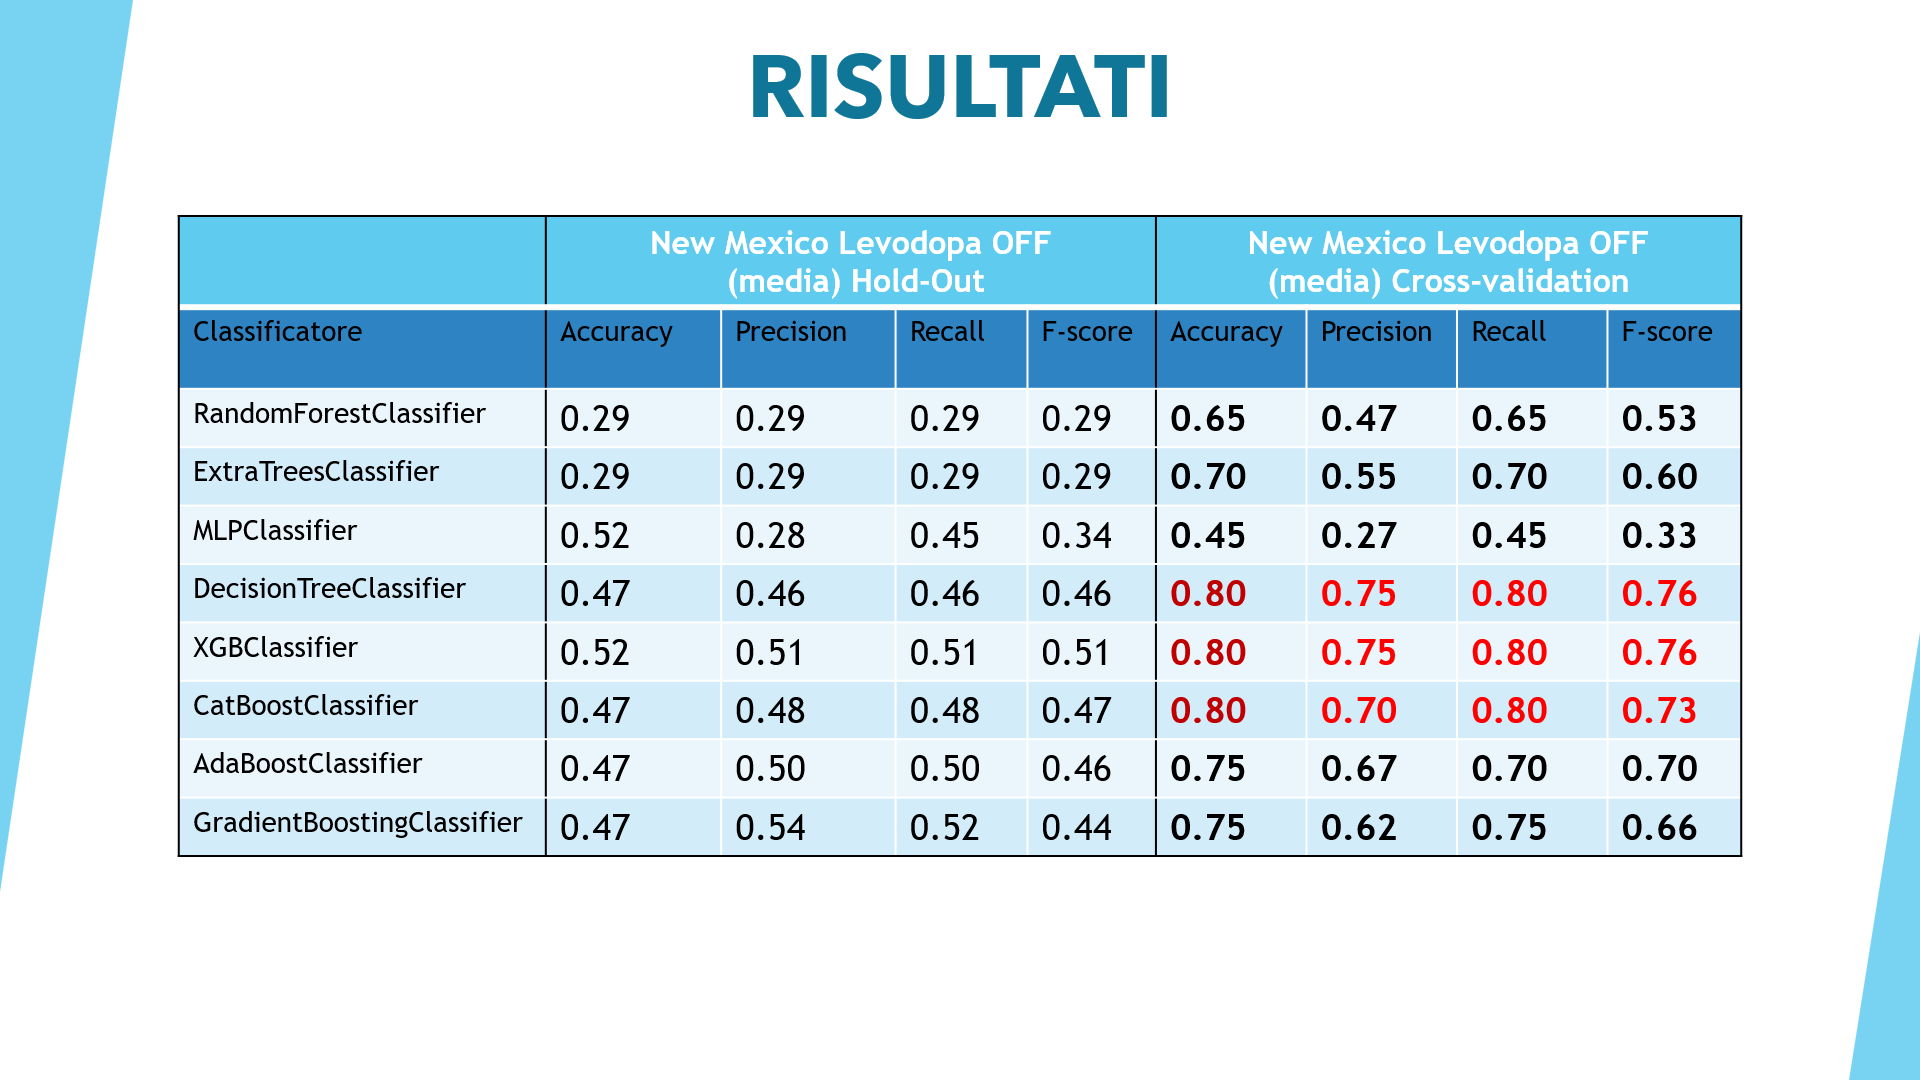 RISULTATI
New Mexico Levodopa OFF (media) Hold-Out New Mexico Levodopa OFF (media) Cross-validation
Classificatore Accuracy Precision Recall F-score Accuracy Precision Recall F-score
RandomForestClassifier 0.29 0.29 0.29 0.29 0.65 0.47 0.65 0.53
ExtraTreesClassifier 0.29 0.29 0.29 0.29 0.70 0.55 0.70 0.60
MLPClassifier 0.52 0.28 0.45 0.34 0.45 0.27 0.45 0.33
DecisionTreeClassifier 0.47 0.46 0.46 0.46 0.80 0.75 0.80 0.76
XGBClassifier 0.52 0.51 0.51 0.51 0.80 0.75 0.80 0.76
CatBoostClassifier 0.47 0.48 0.48 0.47 0.80 0.70 0.80 0.73
AdaBoostClassifier 0.47 0.50 0.50 0.46 0.75 0.67 0.70 0.70
GradientBoostingClassifier 0.47 0.54 0.52 0.44 0.75 0.62 0.75 0.66